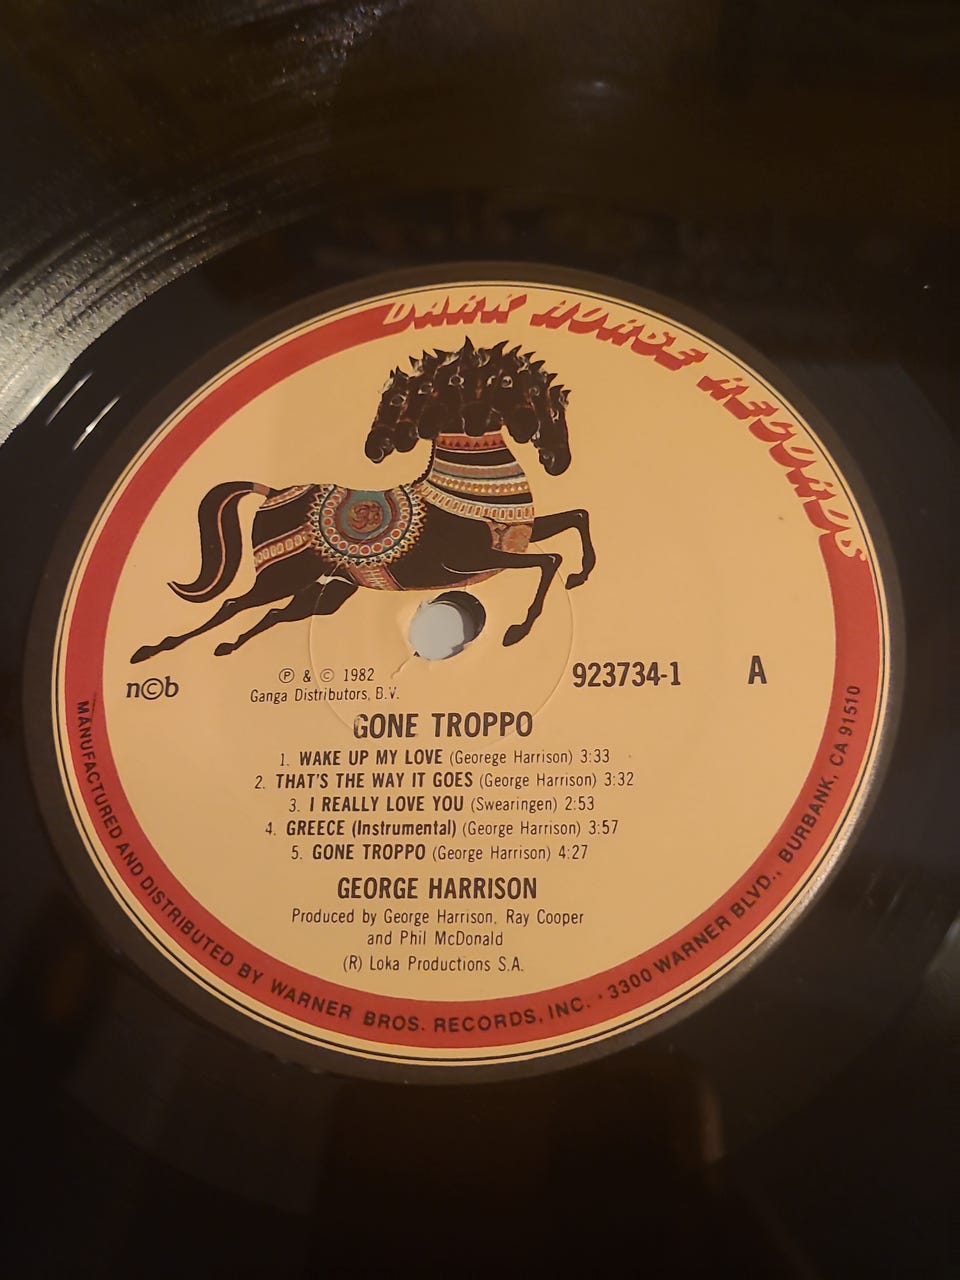 DARK HORSE RECORDS
n©b
℗ & © 1982
Ganga Distributors, B.V.
923734-1 A
GONE TROPPO
1. WAKE UP MY LOVE (Georege Harrison) 3:33
2. THAT'S THE WAY IT GOES (George Harrison) 3:32
3. I REALLY LOVE YOU (Swearingen) 2:53
4. GREECE (Instrumental) (George Harrison) 3:57
5. GONE TROPPO (George Harrison) 4:27
GEORGE HARRISON
Produced by George Harrison, Ray Cooper
and Phil McDonald
(R) Loka Productions S.A.
MANUFACTURED AND DISTRIBUTED BY WARNER BROS. RECORDS, INC. · 3300 WARNER BLVD., BURBANK, CA 91510